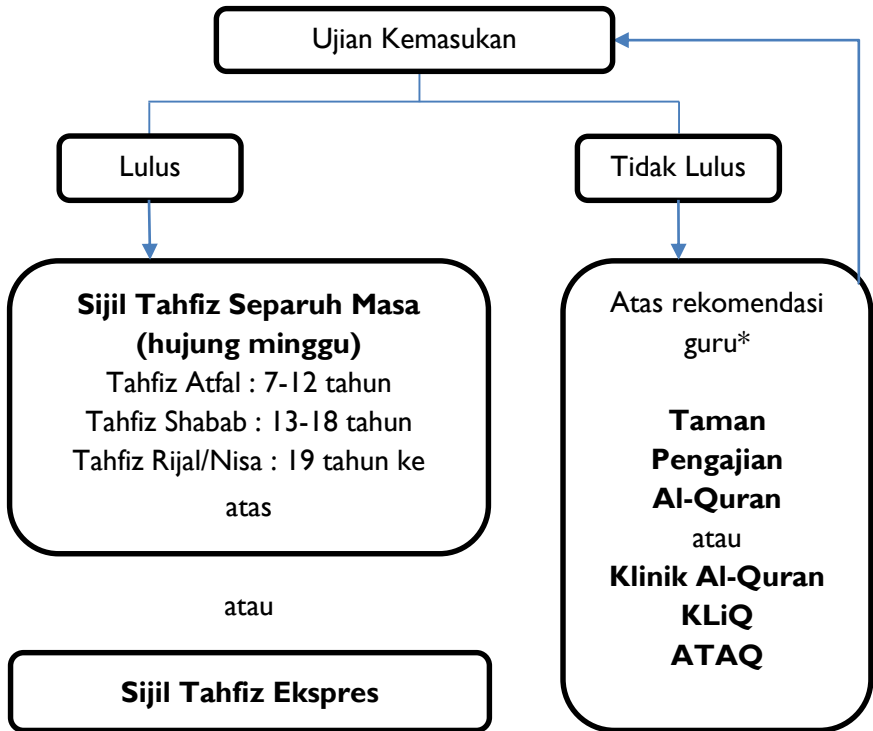 Ujian Kemasukan
Lulus
Tidak Lulus
Sijil Tahfiz Separuh Masa
(hujung minggu)
Tahfiz Atfal : 7-12 tahun
Tahfiz Shabab : 13-18 tahun
Tahfiz Rijal/Nisa : 19 tahun ke
atas
atau
Sijil Tahfiz Ekspres
Atas rekomendasi
guru*
Taman
Pengajian
Al-Quran
atau
Klinik Al-Quran
KLiQ
ATAQ